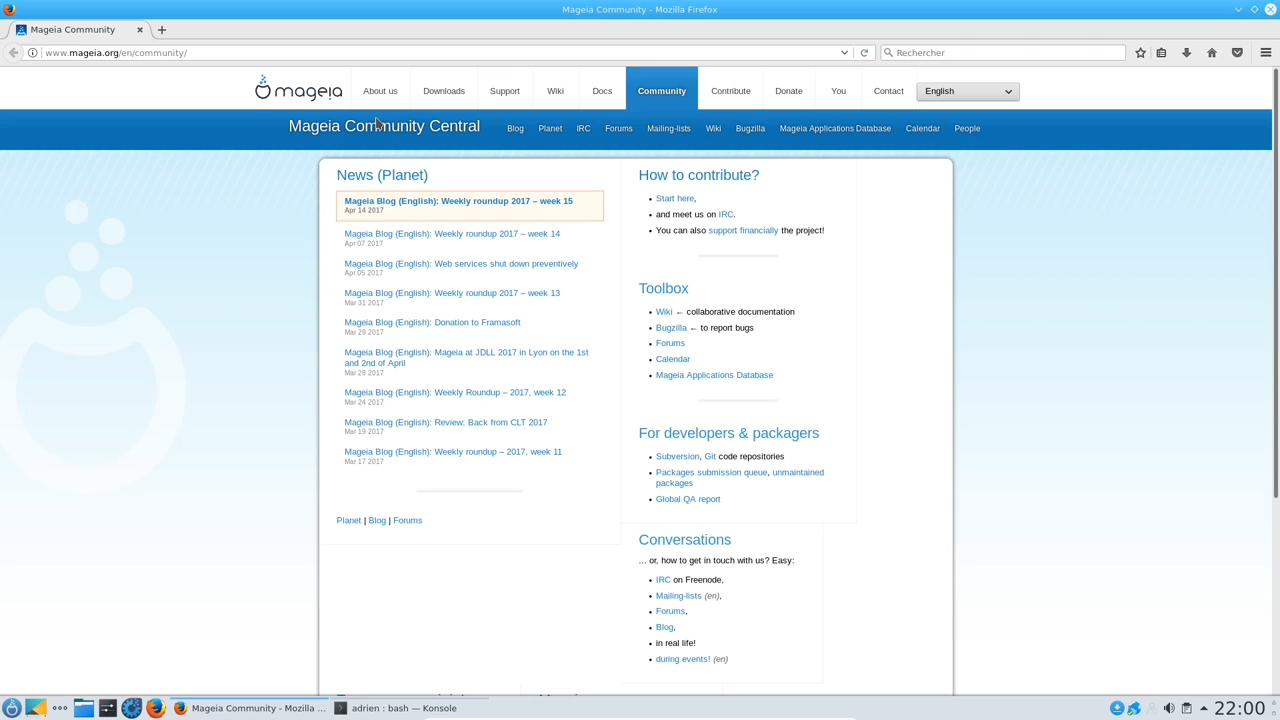 Mageia Community - Mozilla Firefox
Mageia Community
www.mageia.org/en/community/
Rechercher
mageia
About us
Downloads
Support
Wiki
Docs
Community
Contribute
Donate
You
Contact
English
Mageia Community Central
Blog
Planet
IRC
Forums
Mailing-lists
Wiki
Bugzilla
Mageia Applications Database
Calendar
People
News (Planet)
Mageia Blog (English): Weekly roundup 2017 – week 15
Apr 14 2017
Mageia Blog (English): Weekly roundup 2017 – week 14
Apr 07 2017
Mageia Blog (English): Web services shut down preventively
Apr 05 2017
Mageia Blog (English): Weekly roundup 2017 – week 13
Mar 31 2017
Mageia Blog (English): Donation to Framasoft
Mar 29 2017
Mageia Blog (English): Mageia at JDLL 2017 in Lyon on the 1st
and 2nd of April
Mar 28 2017
Mageia Blog (English): Weekly Roundup – 2017, week 12
Mar 24 2017
Mageia Blog (English): Review: Back from CLT 2017
Mar 19 2017
Mageia Blog (English): Weekly roundup – 2017, week 11
Mar 17 2017
Planet | Blog | Forums
How to contribute?
Start here,
and meet us on IRC.
You can also support financially the project!
Toolbox
Wiki ← collaborative documentation
Bugzilla ← to report bugs
Forums
Calendar
Mageia Applications Database
For developers & packagers
Subversion, Git code repositories
Packages submission queue, unmaintained
packages
Global QA report
Conversations
... or, how to get in touch with us? Easy:
IRC on Freenode,
Mailing-lists (en),
Forums,
Blog,
in real life!
during events! (en)
Mageia Community - Mozilla ...
adrien : bash — Konsole
22:00